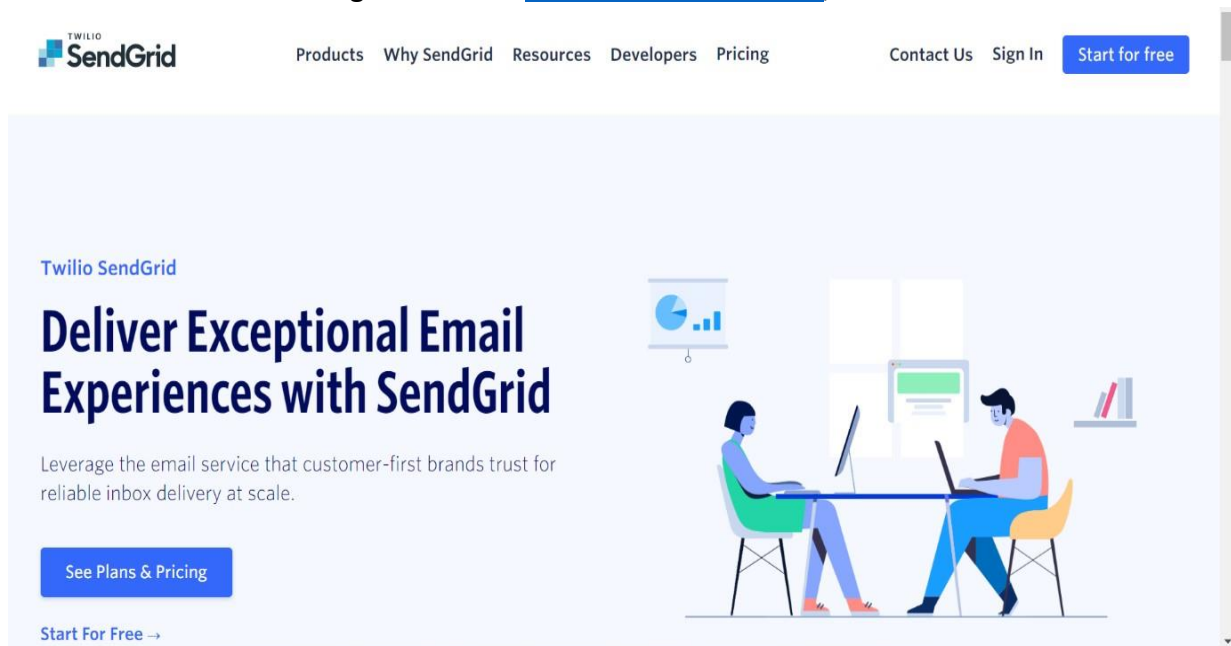 TWILIO
SendGrid
Products Why SendGrid Resources Developers Pricing Contact Us Sign In Start for free
Twilio SendGrid
Deliver Exceptional Email
Experiences with SendGrid
Leverage the email service that customer-first brands trust for
reliable inbox delivery at scale.
See Plans & Pricing
Start For Free →